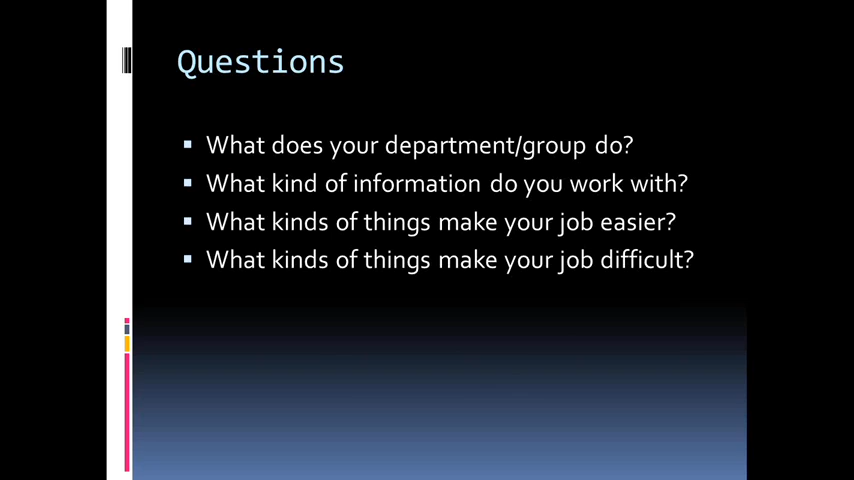 Questions
What does your department/group do?
What kind of information do you work with?
What kinds of things make your job easier?
What kinds of things make your job difficult?